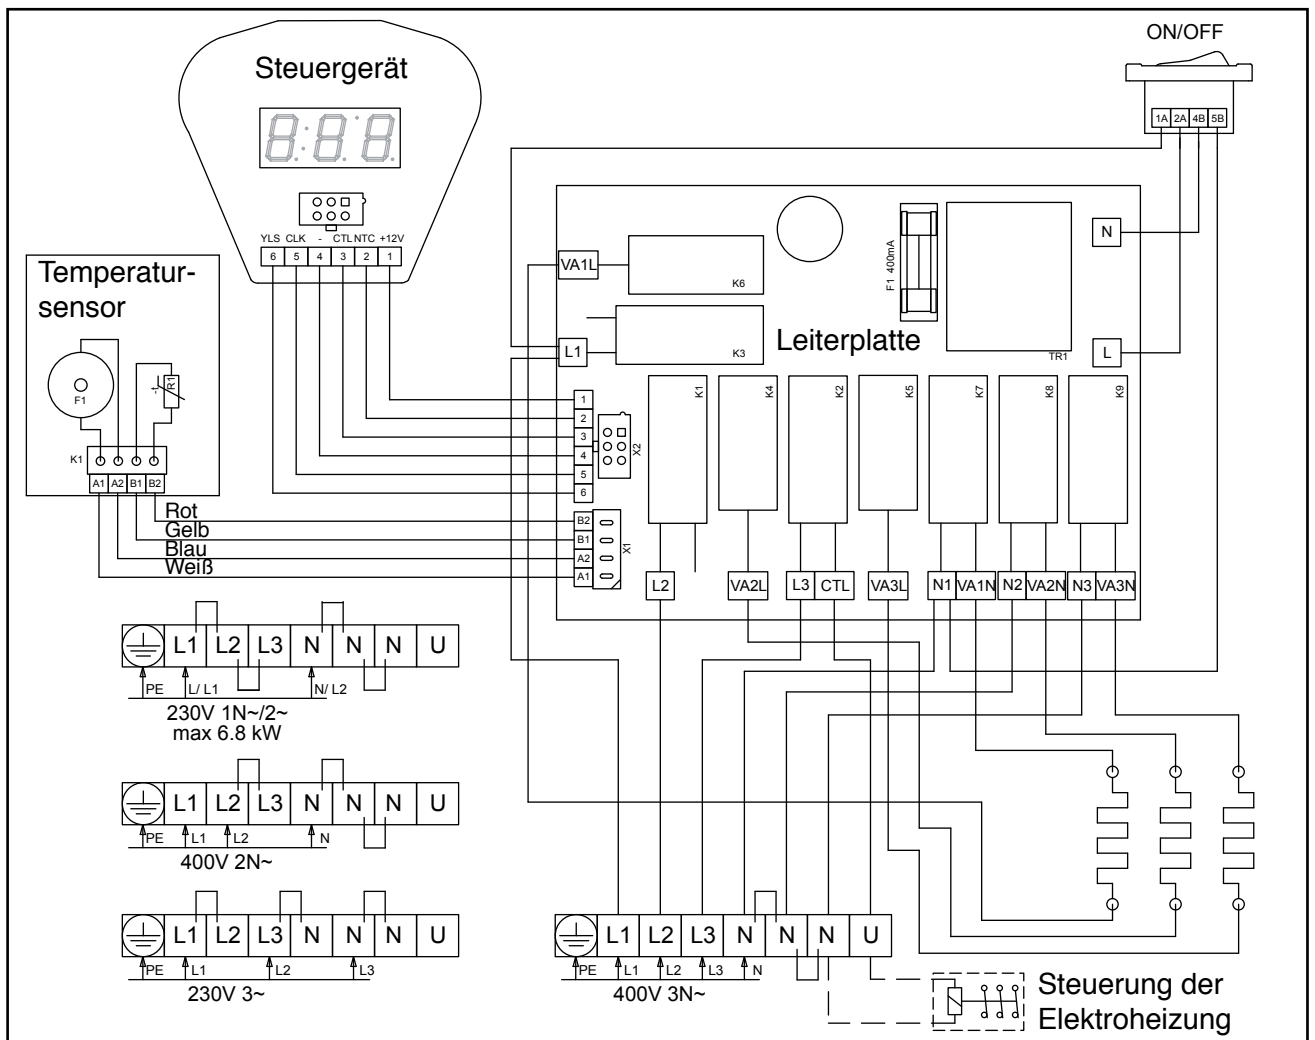 ON/OFF
Steuergerät
1A 2A 4B 5B
YLS CLK - CTL NTC +12V
6 5 4 3 2 1
Temperatur-
sensor
F1
-t
R1
K1
A1 A2 B1 B2
Rot
Gelb
Blau
Weiß
VA1L
K6
L1
K3
F1 400mA
Leiterplatte
TR1
N
L
K1
K4
K2
K5
K7
K8
K9
1
2
3
4
5
6
X2
B2
B1
A2
A1
X1
L2 VA2L L3 CTL VA3L N1 VA1N N2 VA2N N3 VA3N
L1 L2 L3 N N N U
PE L/ L1 N/ L2
230V 1N~/2~
max 6.8 kW
L1 L2 L3 N N N U
PE L1 L2 N
400V 2N~
L1 L2 L3 N N N U
PE L1 L2 L3
230V 3~
L1 L2 L3 N N N U
PE L1 L2 L3 N
400V 3N~
Steuerung der
Elektroheizung